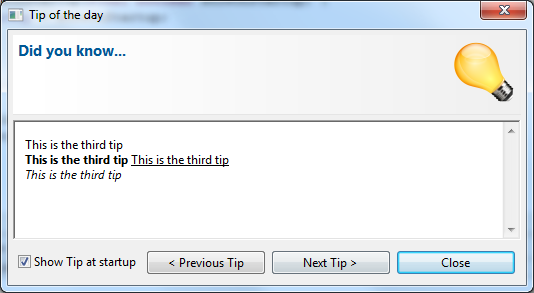 Tip of the day
Did you know...
This is the third tip
This is the third tip This is the third tip
This is the third tip
Show Tip at startup
< Previous Tip
Next Tip >
Close